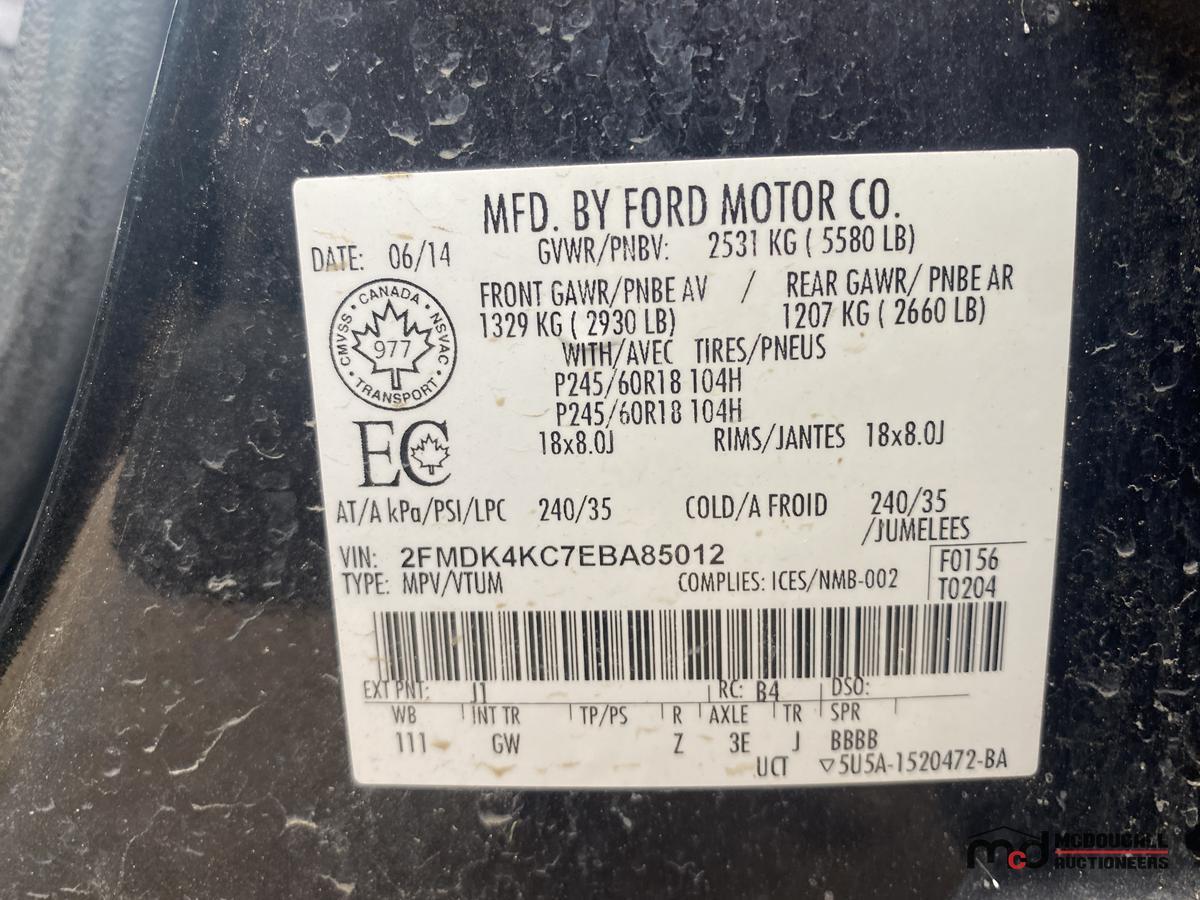 MFD. BY FORD MOTOR CO.
DATE: 06/14
GVWR/PNBV: 2531 KG ( 5580 LB)
FRONT GAWR/PNBE AV / REAR GAWR/ PNBE AR
1329 KG ( 2930 LB) 1207 KG ( 2660 LB)
WITH/AVEC TIRES/PNEUS
P245/60R18 104H
P245/60R18 104H
18x8.0J RIMS/JANTES 18x8.0J
CANADA
CMVSS
NSVAC
977
TRANSPORT
EC
AT/A kPa/PSI/LPC 240/35 COLD/A FROID 240/35
/JUMELEES
VIN: 2FMDK4KC7EBA85012
F0156
TYPE: MPV/VTUM COMPLIES: ICES/NMB-002
T0204
EXT PNT: J1 RC: B4 DSO:
WB INT TR TP/PS R AXLE TR SPR
111 GW Z 3E J BBBB
UCT ▽5U5A-1520472-BA
mcd MCDOUGALL
AUCTIONEERS